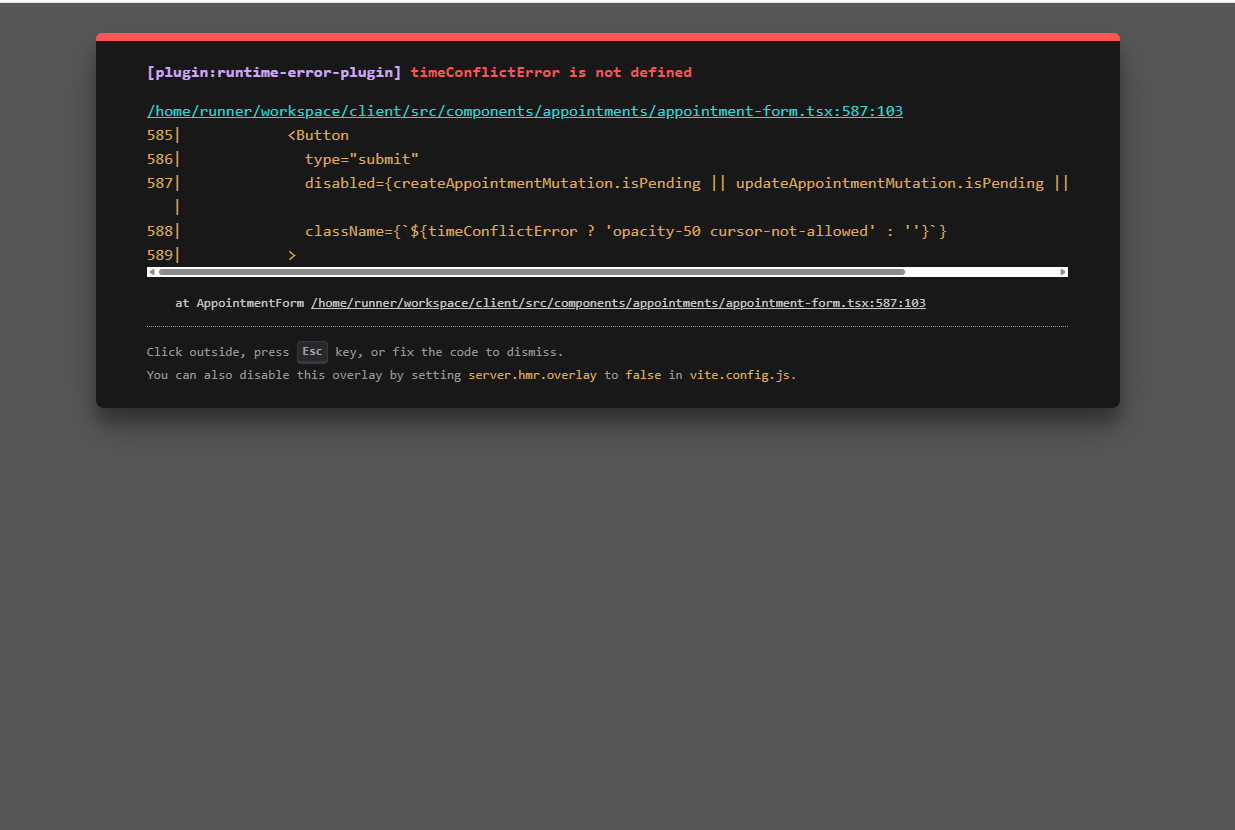 [plugin:runtime-error-plugin] timeConflictError is not defined
/home/runner/workspace/client/src/components/appointments/appointment-form.tsx:587:103
585|            <Button
586|              type="submit"
587|              disabled={createAppointmentMutation.isPending || updateAppointmentMutation.isPending ||
   |
588|              className={`${timeConflictError ? 'opacity-50 cursor-not-allowed' : ''}`}
589|            >
at AppointmentForm /home/runner/workspace/client/src/components/appointments/appointment-form.tsx:587:103
Click outside, press Esc key, or fix the code to dismiss.
You can also disable this overlay by setting server.hmr.overlay to false in vite.config.js.